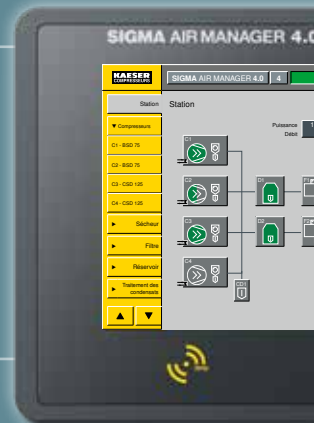 SIGMA AIR MANAGER 4.0
KAESER
KOMPRESSOREN
SIGMA AIR MANAGER 4.0 4
Station
Station
▼ Compresseurs
Puissance 1
Débit
C1 - BSD 75
C1
C2 - BSD 75
C2
D1
C3 - CSD 125
C4 - CSD 125
C3
D2
► Sécheur
► Filtre
C4
► Réservoir
► Traitement des
condensats
CD1
▲ ▼